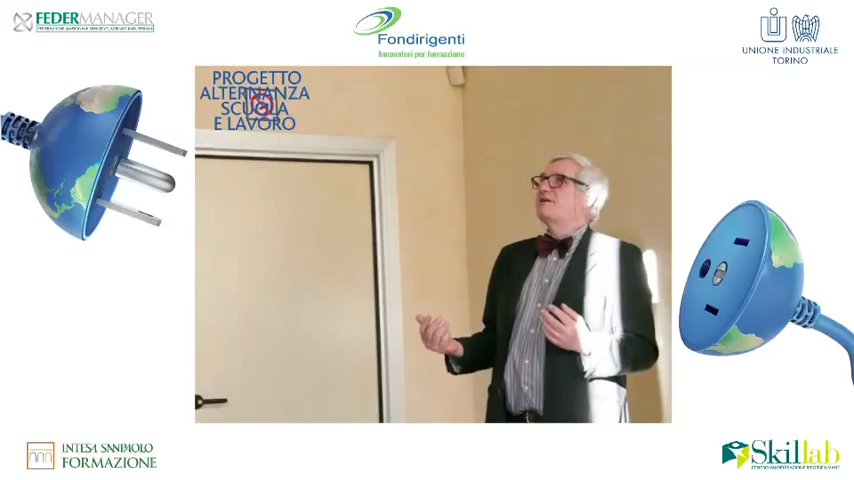 FEDERMANAGER
Fondirigenti
Innovatori per formazione
UNIONE INDUSTRIALE
TORINO
PROGETTO
ALTERNANZA
SCUOLA
E LAVORO
INTESA SANPAOLO
FORMAZIONE
Skillab